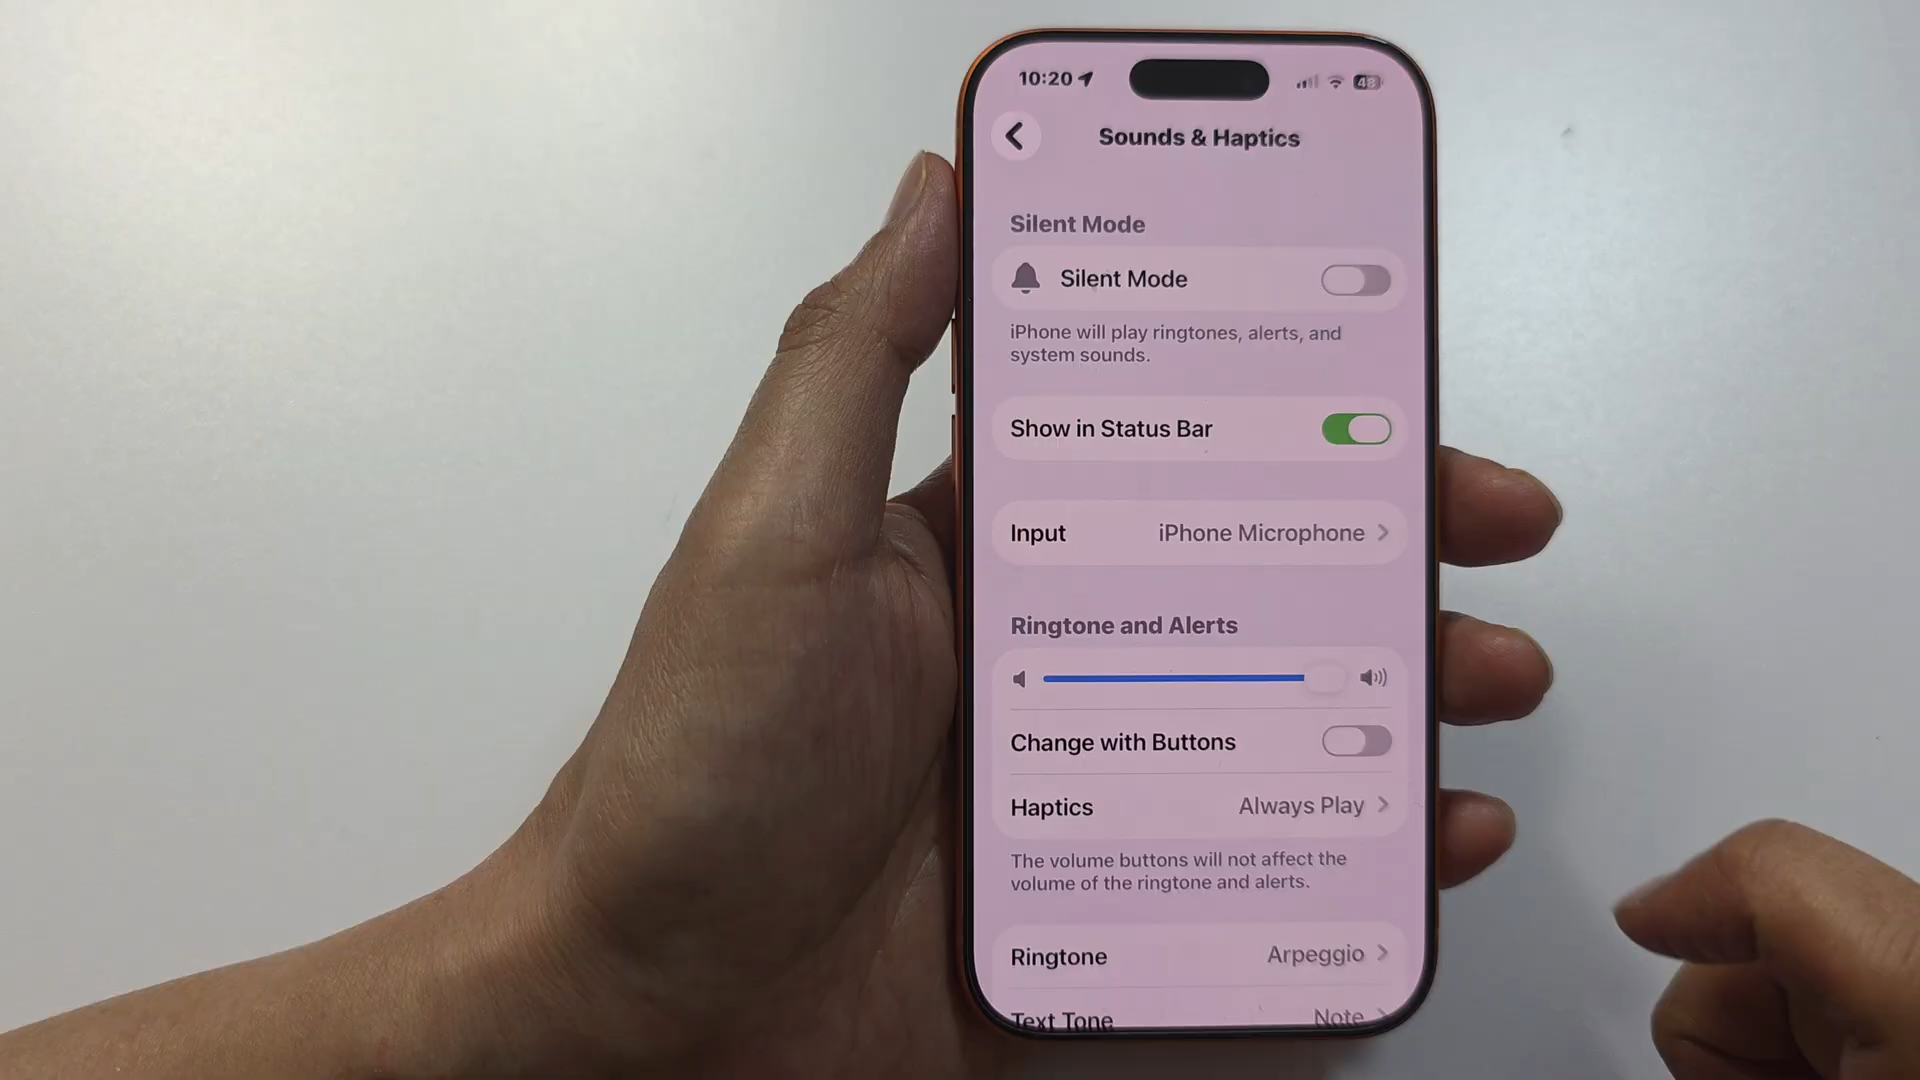 10:20
48
Sounds & Haptics
Silent Mode
Silent Mode
iPhone will play ringtones, alerts, and
system sounds.
Show in Status Bar
Input iPhone Microphone
Ringtone and Alerts
Change with Buttons
Haptics Always Play
The volume buttons will not affect the
volume of the ringtone and alerts.
Ringtone Arpeggio
Text Tone Note